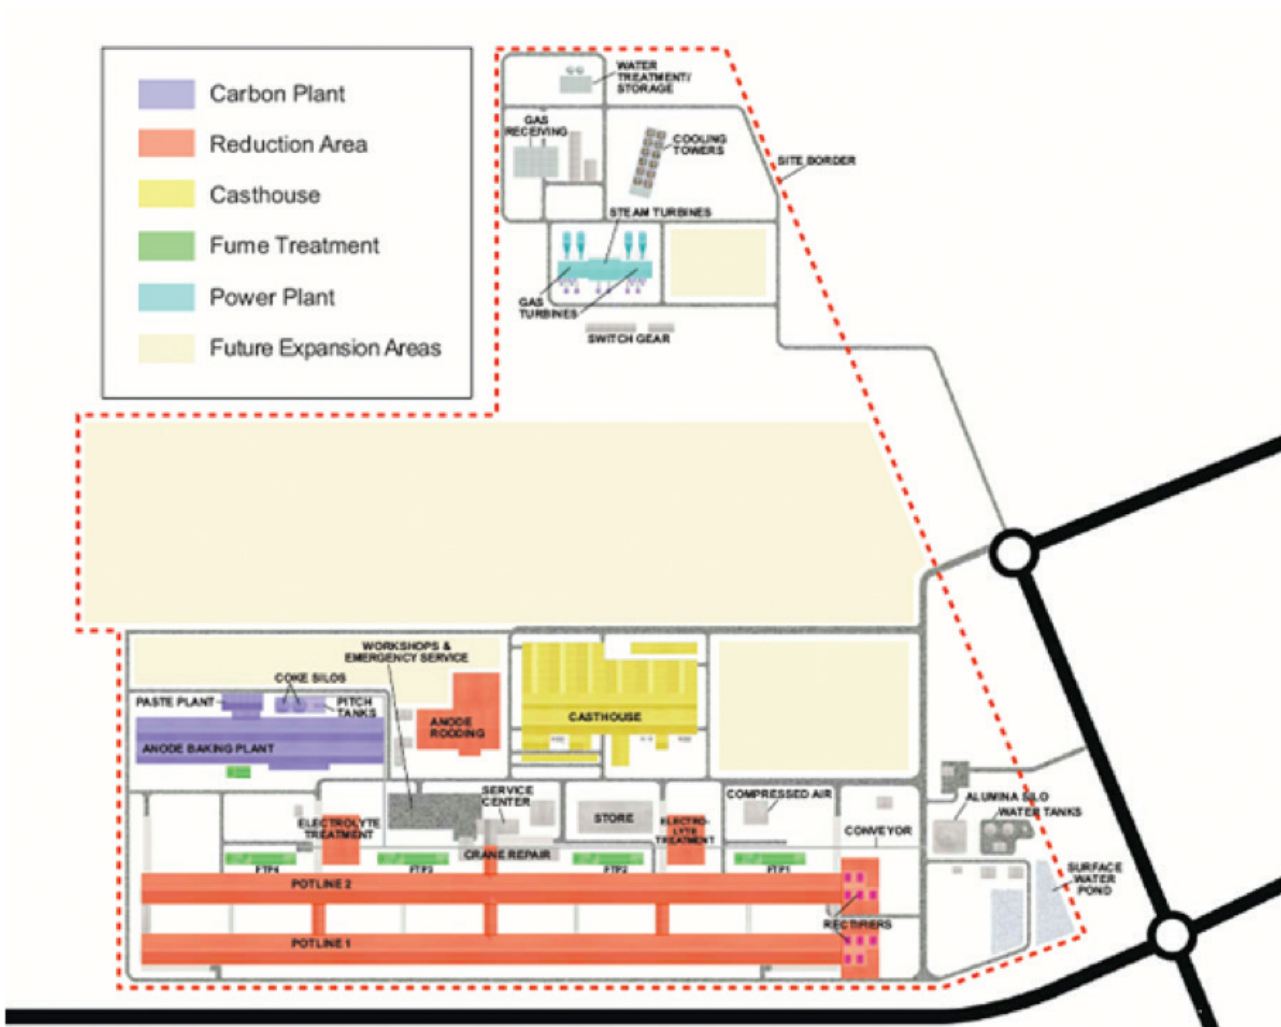 Carbon Plant
Reduction Area
Casthouse
Fume Treatment
Power Plant
Future Expansion Areas
WATER
TREATMENT/
STORAGE
GAS
RECEIVING
COOLING
TOWERS
SITE BORDER
STEAM TURBINES
GAS
TURBINES
SWITCH GEAR
WORKSHOPS &
EMERGENCY SERVICE
COKE SILOS
PASTE PLANT
PITCH
TANKS
ANODE
RODDING
CASTHOUSE
ANODE BAKING PLANT
SERVICE
CENTER
COMPRESSED AIR
ALUMINA SILO
WATER TANKS
ELECTROLYTE
TREATMENT
STORE
ELECTRO-
LYTE
TREATMENT
CONVEYOR
CRANE REPAIR
FTP4
FTP3
FTP2
FTP1
SURFACE
WATER
POND
POTLINE 2
RECTIFIERS
POTLINE 1